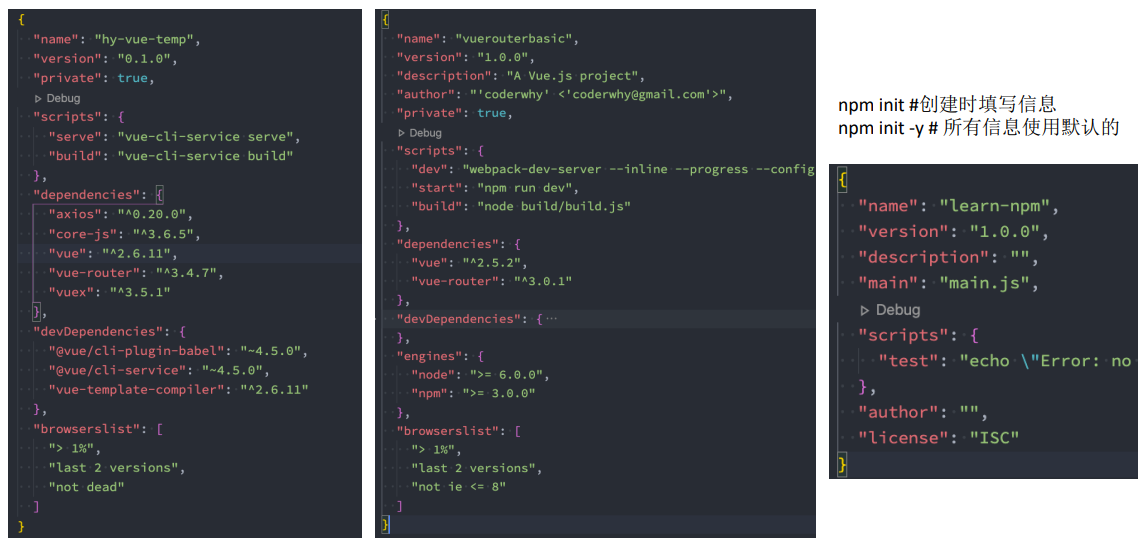 {
"name": "hy-vue-temp",
"version": "0.1.0",
"private": true,
Debug
"scripts": {
"serve": "vue-cli-service serve",
"build": "vue-cli-service build"
},
"dependencies": {
"axios": "^0.20.0",
"core-js": "^3.6.5",
"vue": "^2.6.11",
"vue-router": "^3.4.7",
"vuex": "^3.5.1"
},
"devDependencies": {
"@vue/cli-plugin-babel": "~4.5.0",
"@vue/cli-service": "~4.5.0",
"vue-template-compiler": "^2.6.11"
},
"browserslist": [
"> 1%",
"last 2 versions",
"not dead"
]
}
{
"name": "vuerouterbasic",
"version": "1.0.0",
"description": "A Vue.js project",
"author": "'coderwhy' <'coderwhy@gmail.com'>",
"private": true,
Debug
"scripts": {
"dev": "webpack-dev-server --inline --progress --config
"start": "npm run dev",
"build": "node build/build.js"
},
"dependencies": {
"vue": "^2.5.2",
"vue-router": "^3.0.1"
},
"devDependencies": { ···
},
"engines": {
"node": ">= 6.0.0",
"npm": ">= 3.0.0"
},
"browserslist": [
"> 1%",
"last 2 versions",
"not ie <= 8"
]
}
npm init #创建时填写信息
npm init -y # 所有信息使用默认的
{
"name": "learn-npm",
"version": "1.0.0",
"description": "",
"main": "main.js",
Debug
"scripts": {
"test": "echo \"Error: no
},
"author": "",
"license": "ISC"
}